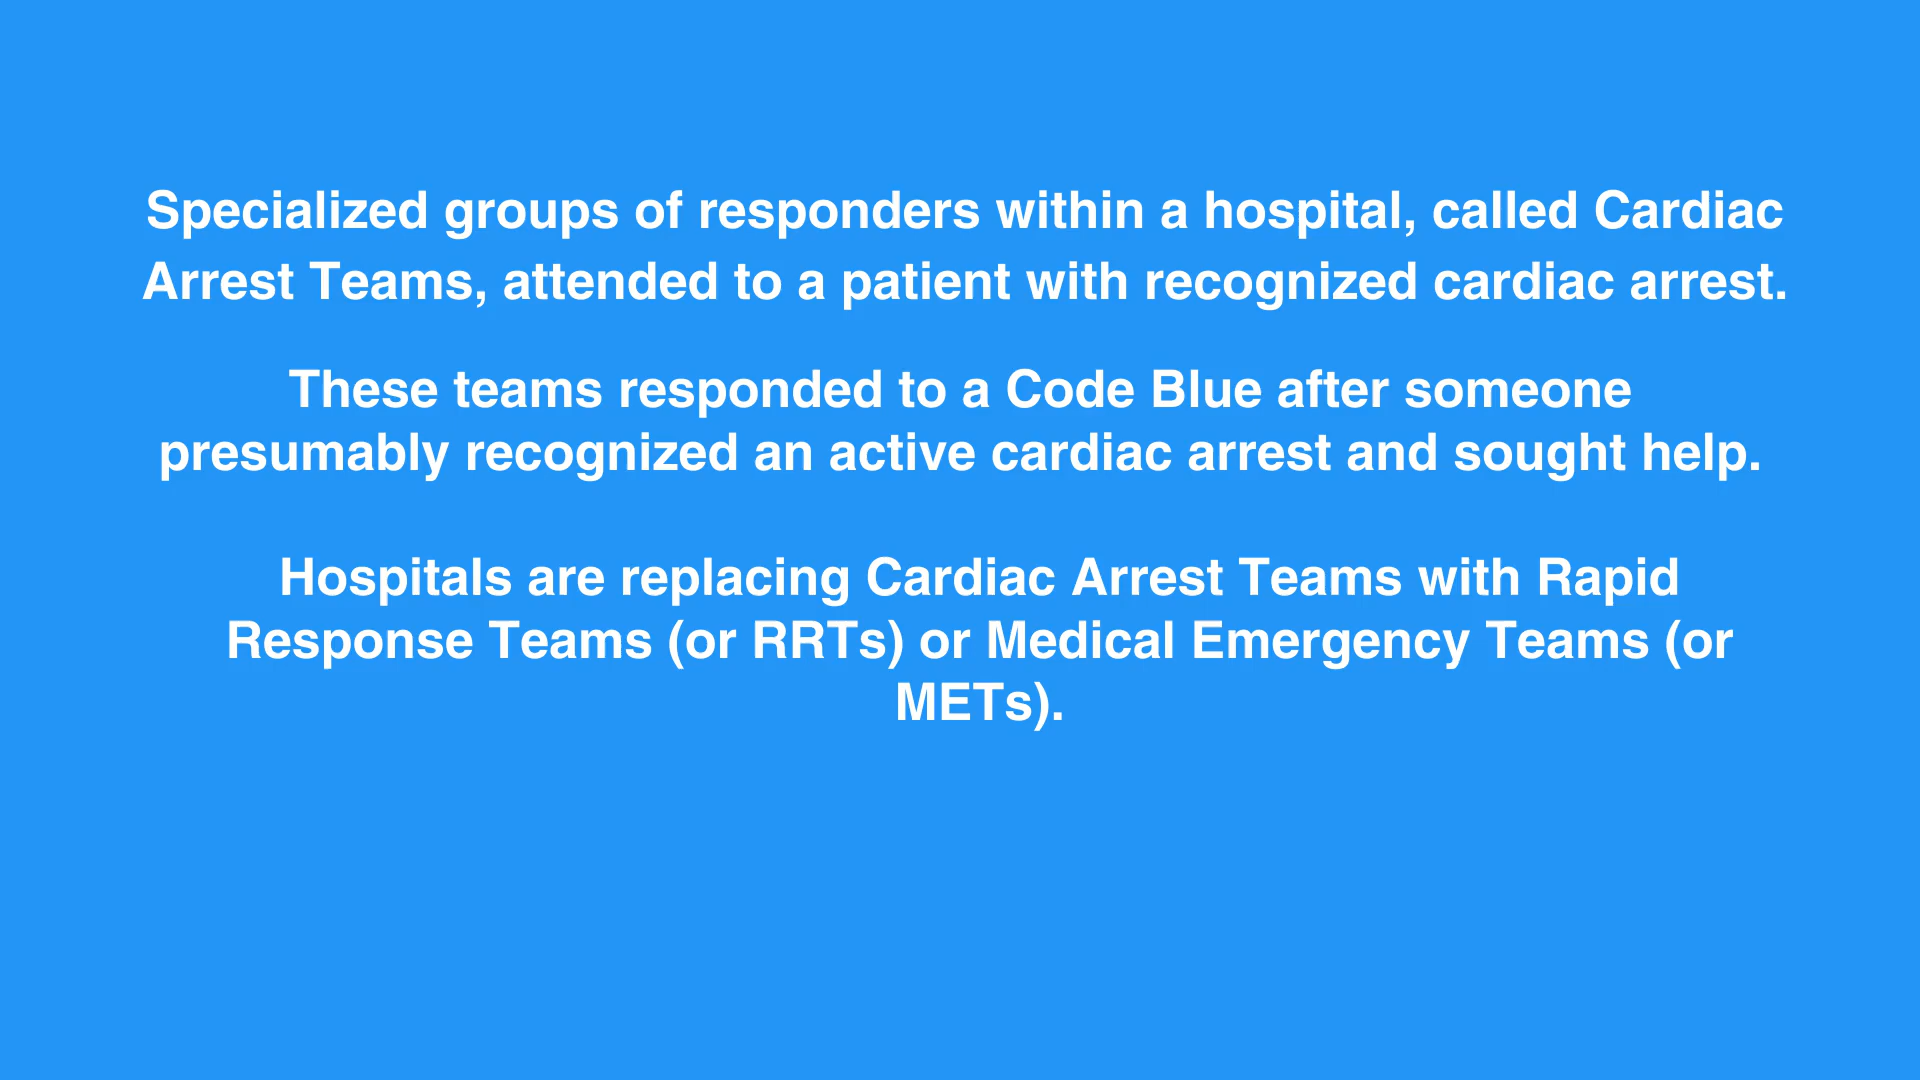 Specialized groups of responders within a hospital, called Cardiac
Arrest Teams, attended to a patient with recognized cardiac arrest.
These teams responded to a Code Blue after someone
presumably recognized an active cardiac arrest and sought help.
Hospitals are replacing Cardiac Arrest Teams with Rapid
Response Teams (or RRTs) or Medical Emergency Teams (or
METs).